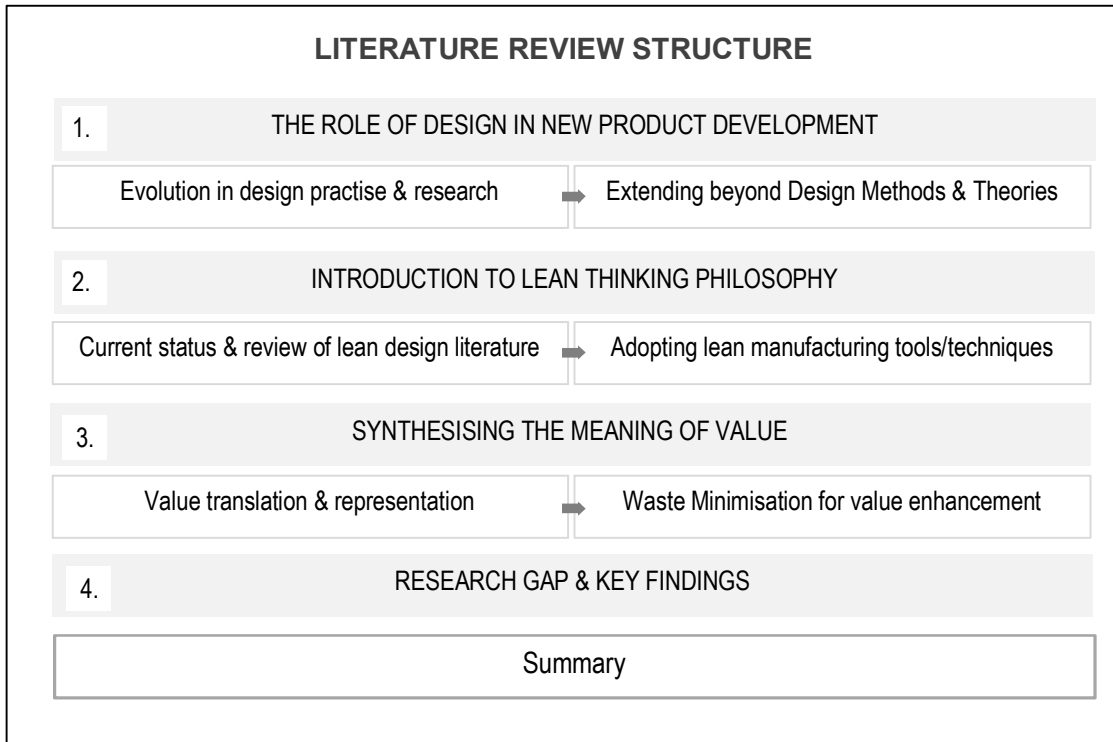 LITERATURE REVIEW STRUCTURE
1. THE ROLE OF DESIGN IN NEW PRODUCT DEVELOPMENT
Evolution in design practise & research
Extending beyond Design Methods & Theories
2. INTRODUCTION TO LEAN THINKING PHILOSOPHY
Current status & review of lean design literature
Adopting lean manufacturing tools/techniques
3. SYNTHESISING THE MEANING OF VALUE
Value translation & representation
Waste Minimisation for value enhancement
4. RESEARCH GAP & KEY FINDINGS
Summary